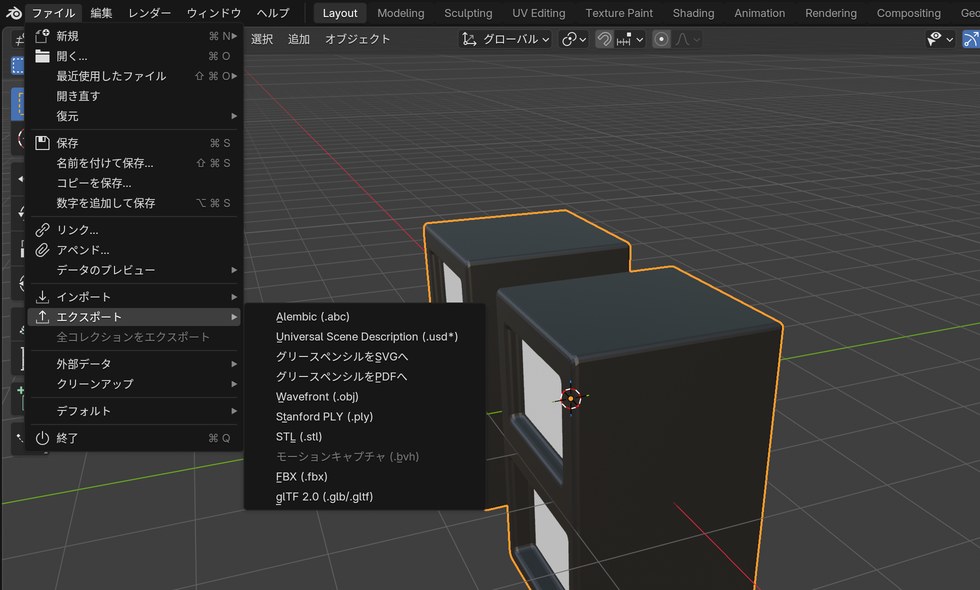 ファイル 編集 レンダー ウィンドウ ヘルプ Layout Modeling Sculpting UV Editing Texture Paint Shading Animation Rendering Compositing
選択 追加 オブジェクト グローバル
新規 ⌘ N
開く... ⌘ O
最近使用したファイル ⇧ ⌘ O
開き直す
復元
保存 ⌘ S
名前を付けて保存... ⇧ ⌘ S
コピーを保存...
数字を追加して保存 ⌥ ⌘ S
リンク...
アペンド...
データのプレビュー
インポート
エクスポート
全コレクションをエクスポート
外部データ
クリーンアップ
デフォルト
終了 ⌘ Q
Alembic (.abc)
Universal Scene Description (.usd*)
グリースペンシルをSVGへ
グリースペンシルをPDFへ
Wavefront (.obj)
Stanford PLY (.ply)
STL (.stl)
モーションキャプチャ (.bvh)
FBX (.fbx)
glTF 2.0 (.glb/.gltf)